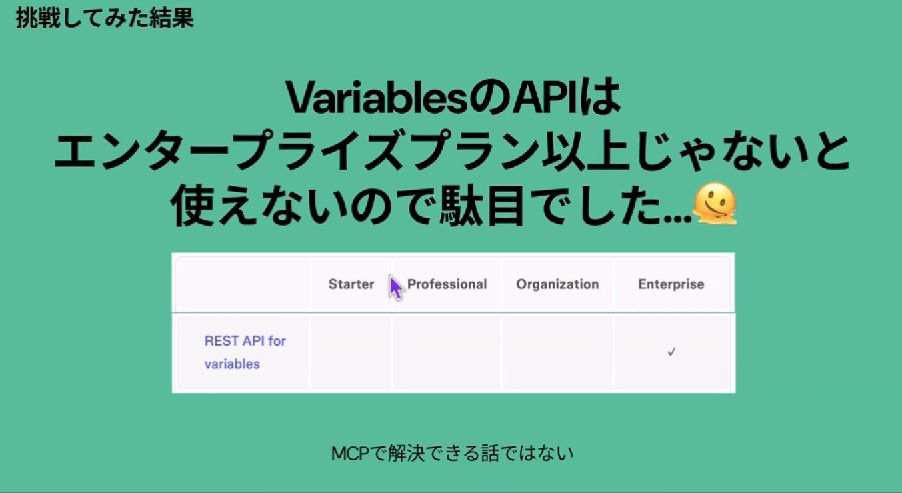 挑戦してみた結果
VariablesのAPIは
エンタープライズプラン以上じゃないと
使えないので駄目でした...🫠
Starter Professional Organization Enterprise
REST API for
variables
✓
MCPで解決できる話ではない